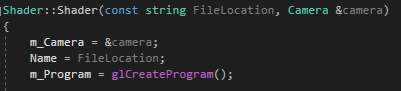 Shader::Shader(const string FileLocation, Camera &camera)
{
m_Camera = &camera;
Name = FileLocation;
m_Program = glCreateProgram();